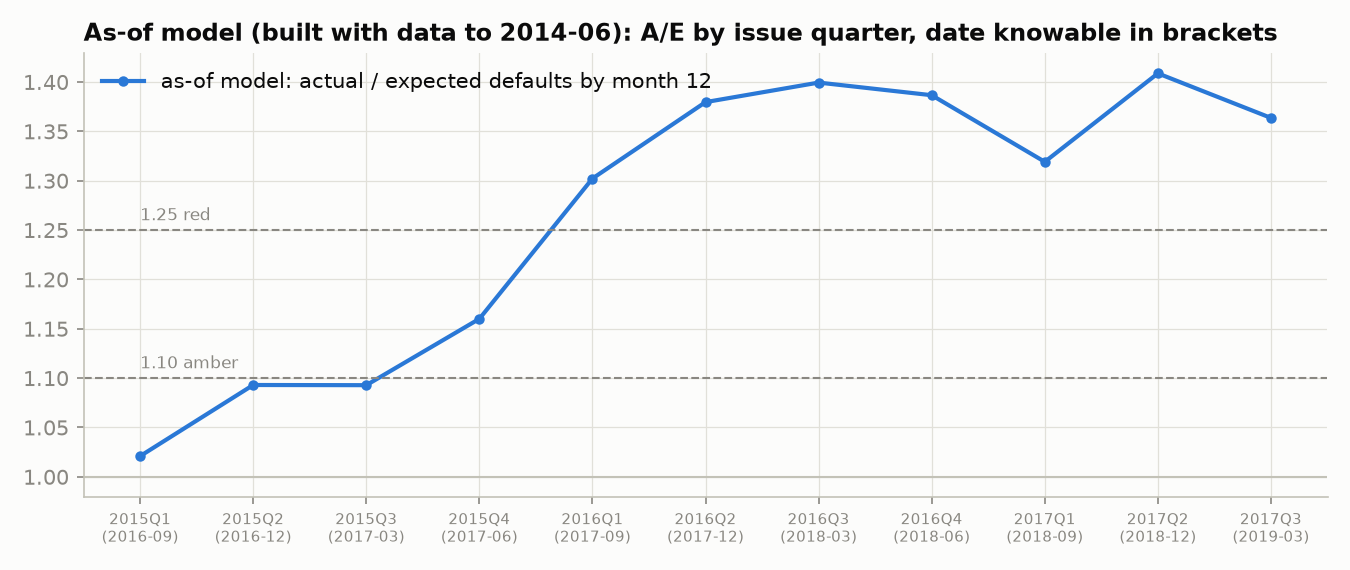 As-of model (built with data to 2014-06): A/E by issue quarter, date knowable in brackets
as-of model: actual / expected defaults by month 12
1.40
1.35
1.30
1.25
1.20
1.15
1.10
1.05
1.00
1.25 red
1.10 amber
2015Q1 2015Q2 2015Q3 2015Q4 2016Q1 2016Q2 2016Q3 2016Q4 2017Q1 2017Q2 2017Q3
(2016-09) (2016-12) (2017-03) (2017-06) (2017-09) (2017-12) (2018-03) (2018-06) (2018-09) (2018-12) (2019-03)